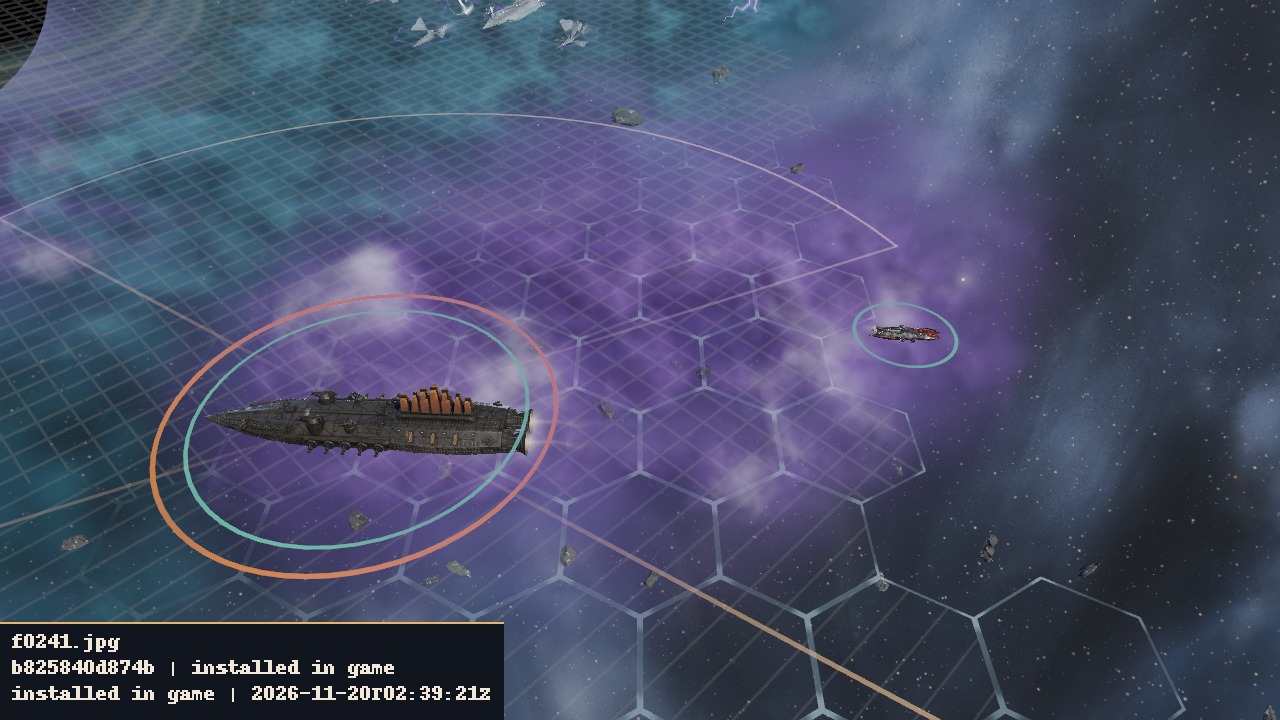 f0241.jpg
b825840d874b | installed in game
installed in game | 2026-11-20T02:39:21Z